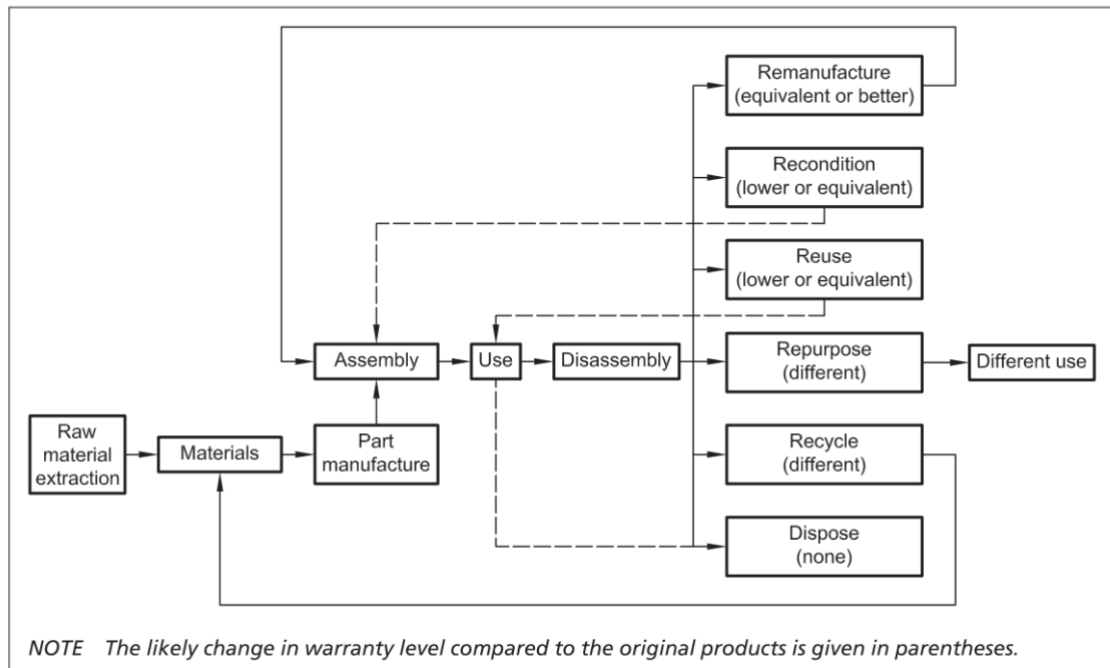 Remanufacture
(equivalent or better)
Recondition
(lower or equivalent)
Reuse
(lower or equivalent)
Assembly
Use
Disassembly
Repurpose
(different)
Different use
Raw
material
extraction
Materials
Part
manufacture
Recycle
(different)
Dispose
(none)
NOTE The likely change in warranty level compared to the original products is given in parentheses.